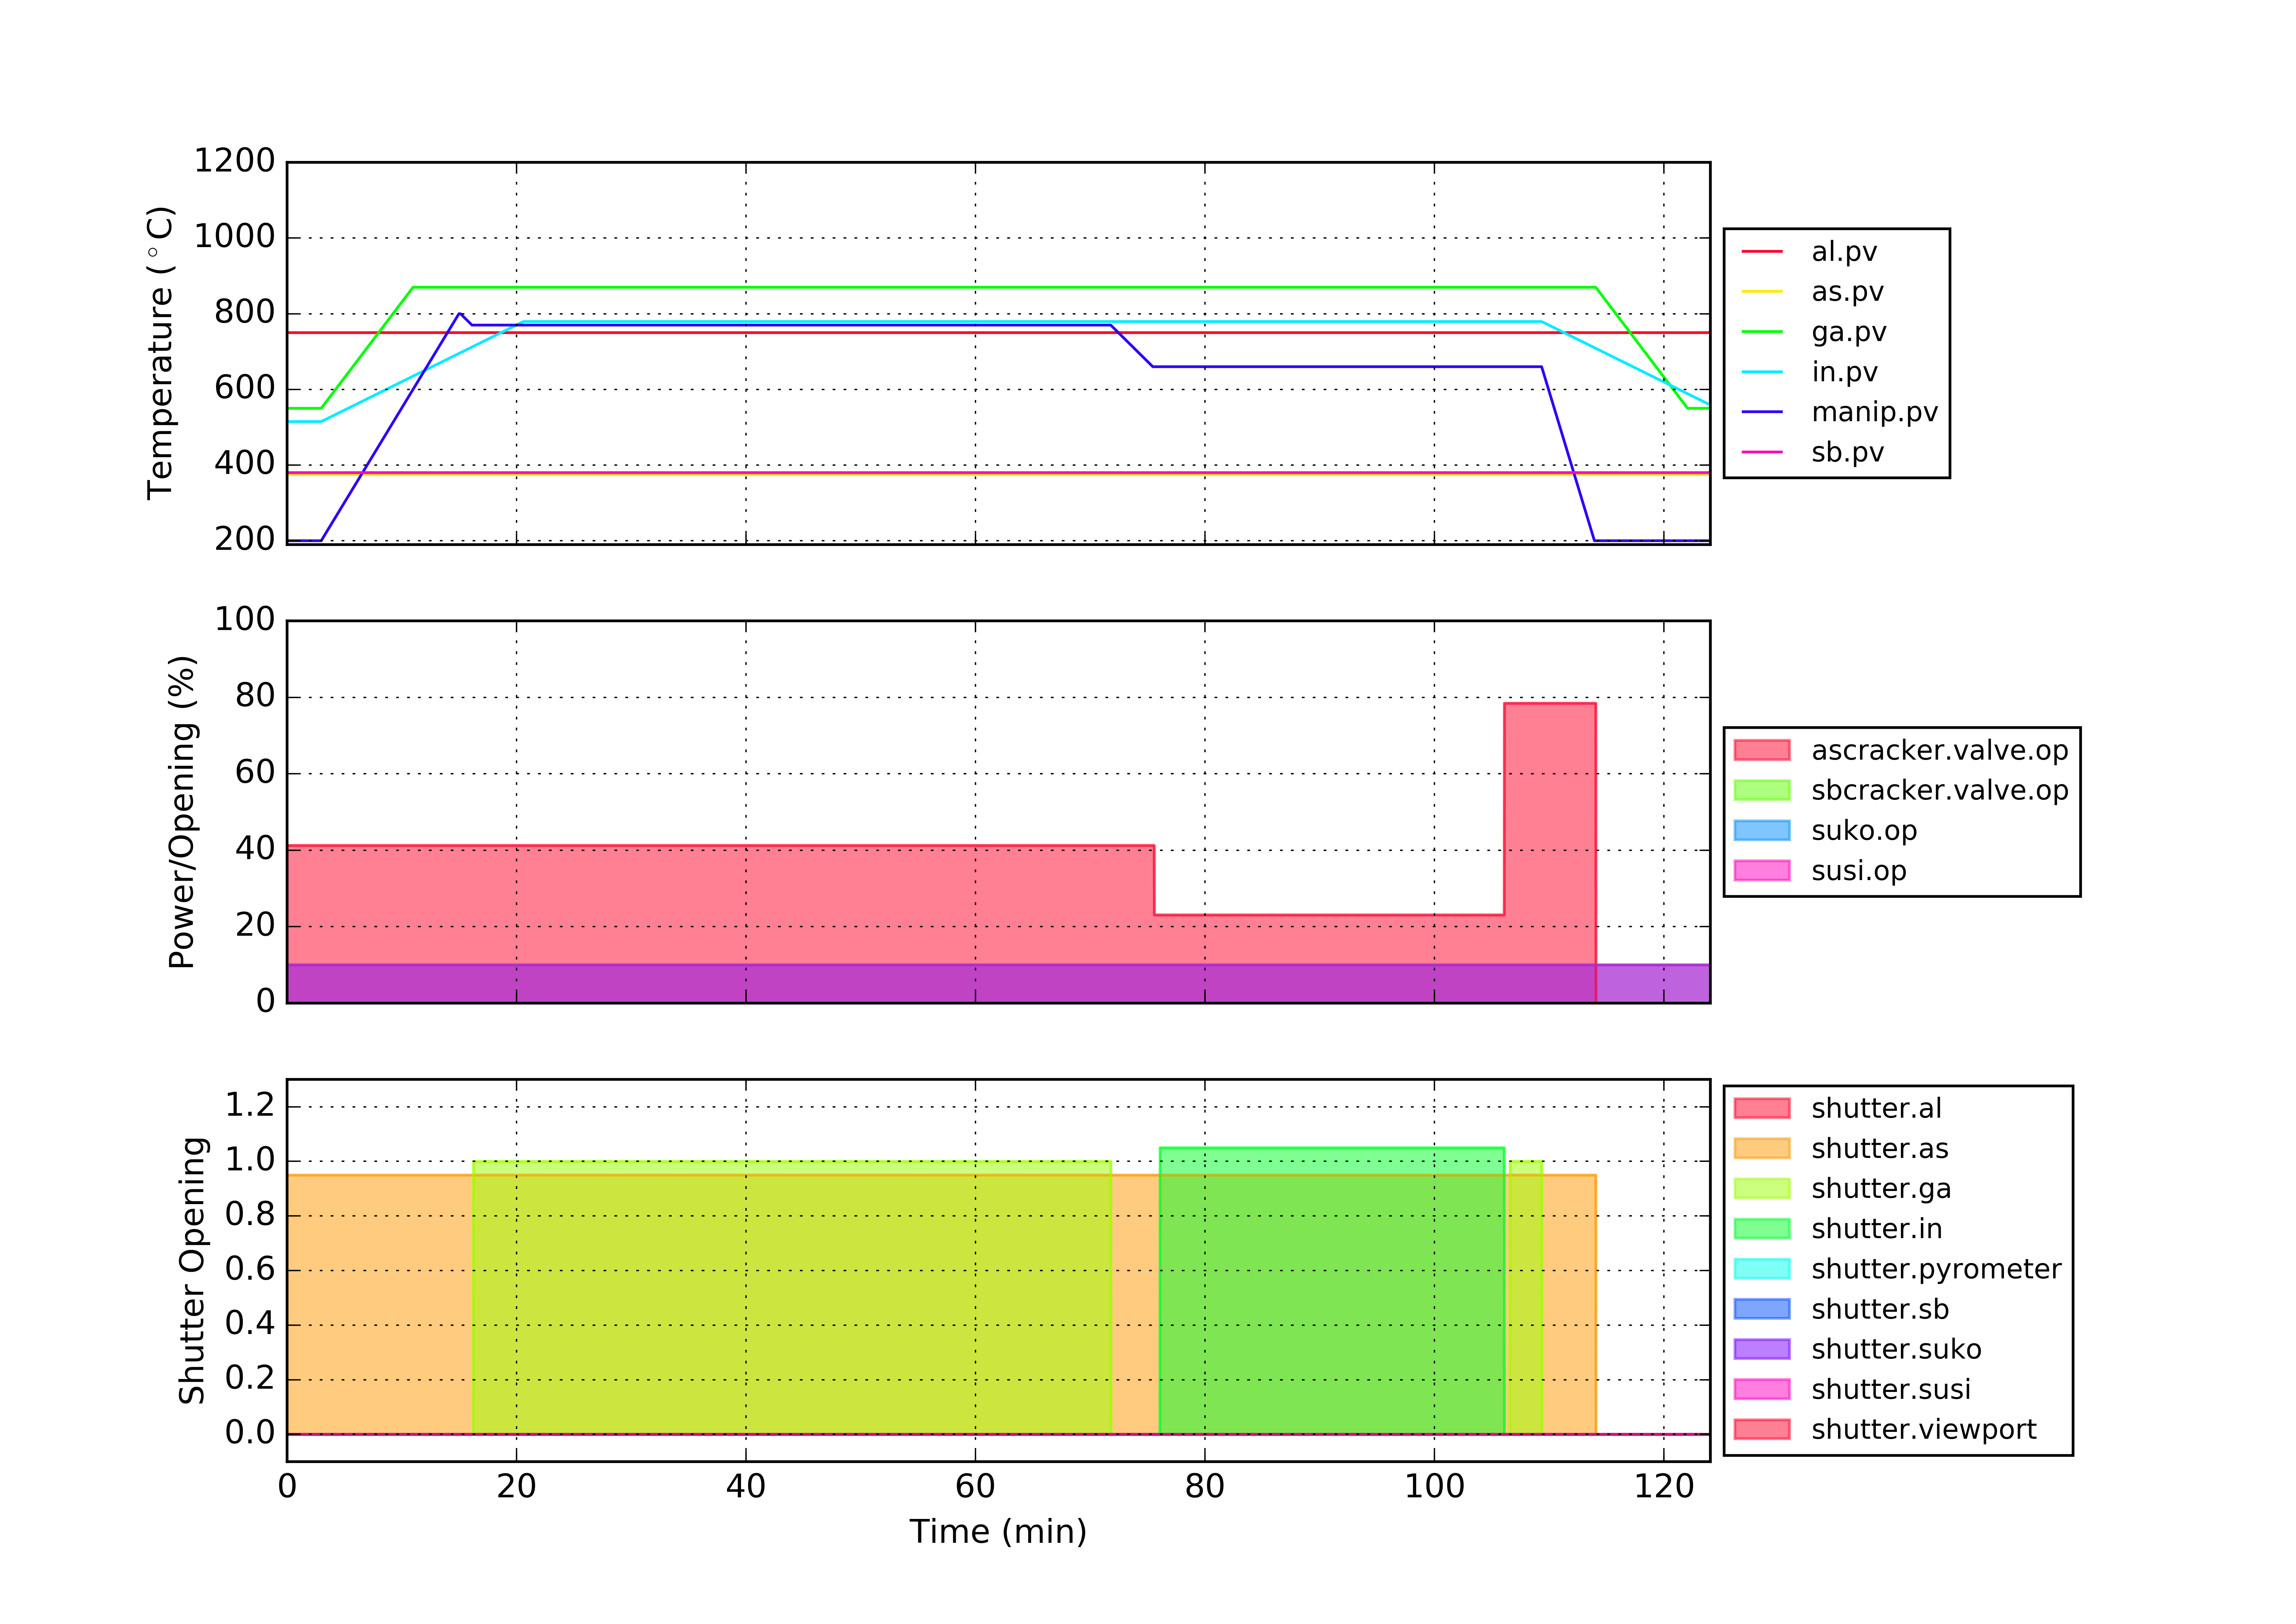 1200
1000
800
600
400
200
Temperature (°C)
al.pv
as.pv
ga.pv
in.pv
manip.pv
sb.pv
100
80
60
40
20
0
Power/Opening (%)
ascracker.valve.op
sbcracker.valve.op
suko.op
susi.op
1.2
1.0
0.8
0.6
0.4
0.2
0.0
Shutter Opening
shutter.al
shutter.as
shutter.ga
shutter.in
shutter.pyrometer
shutter.sb
shutter.suko
shutter.susi
shutter.viewport
0 20 40 60 80 100 120
Time (min)